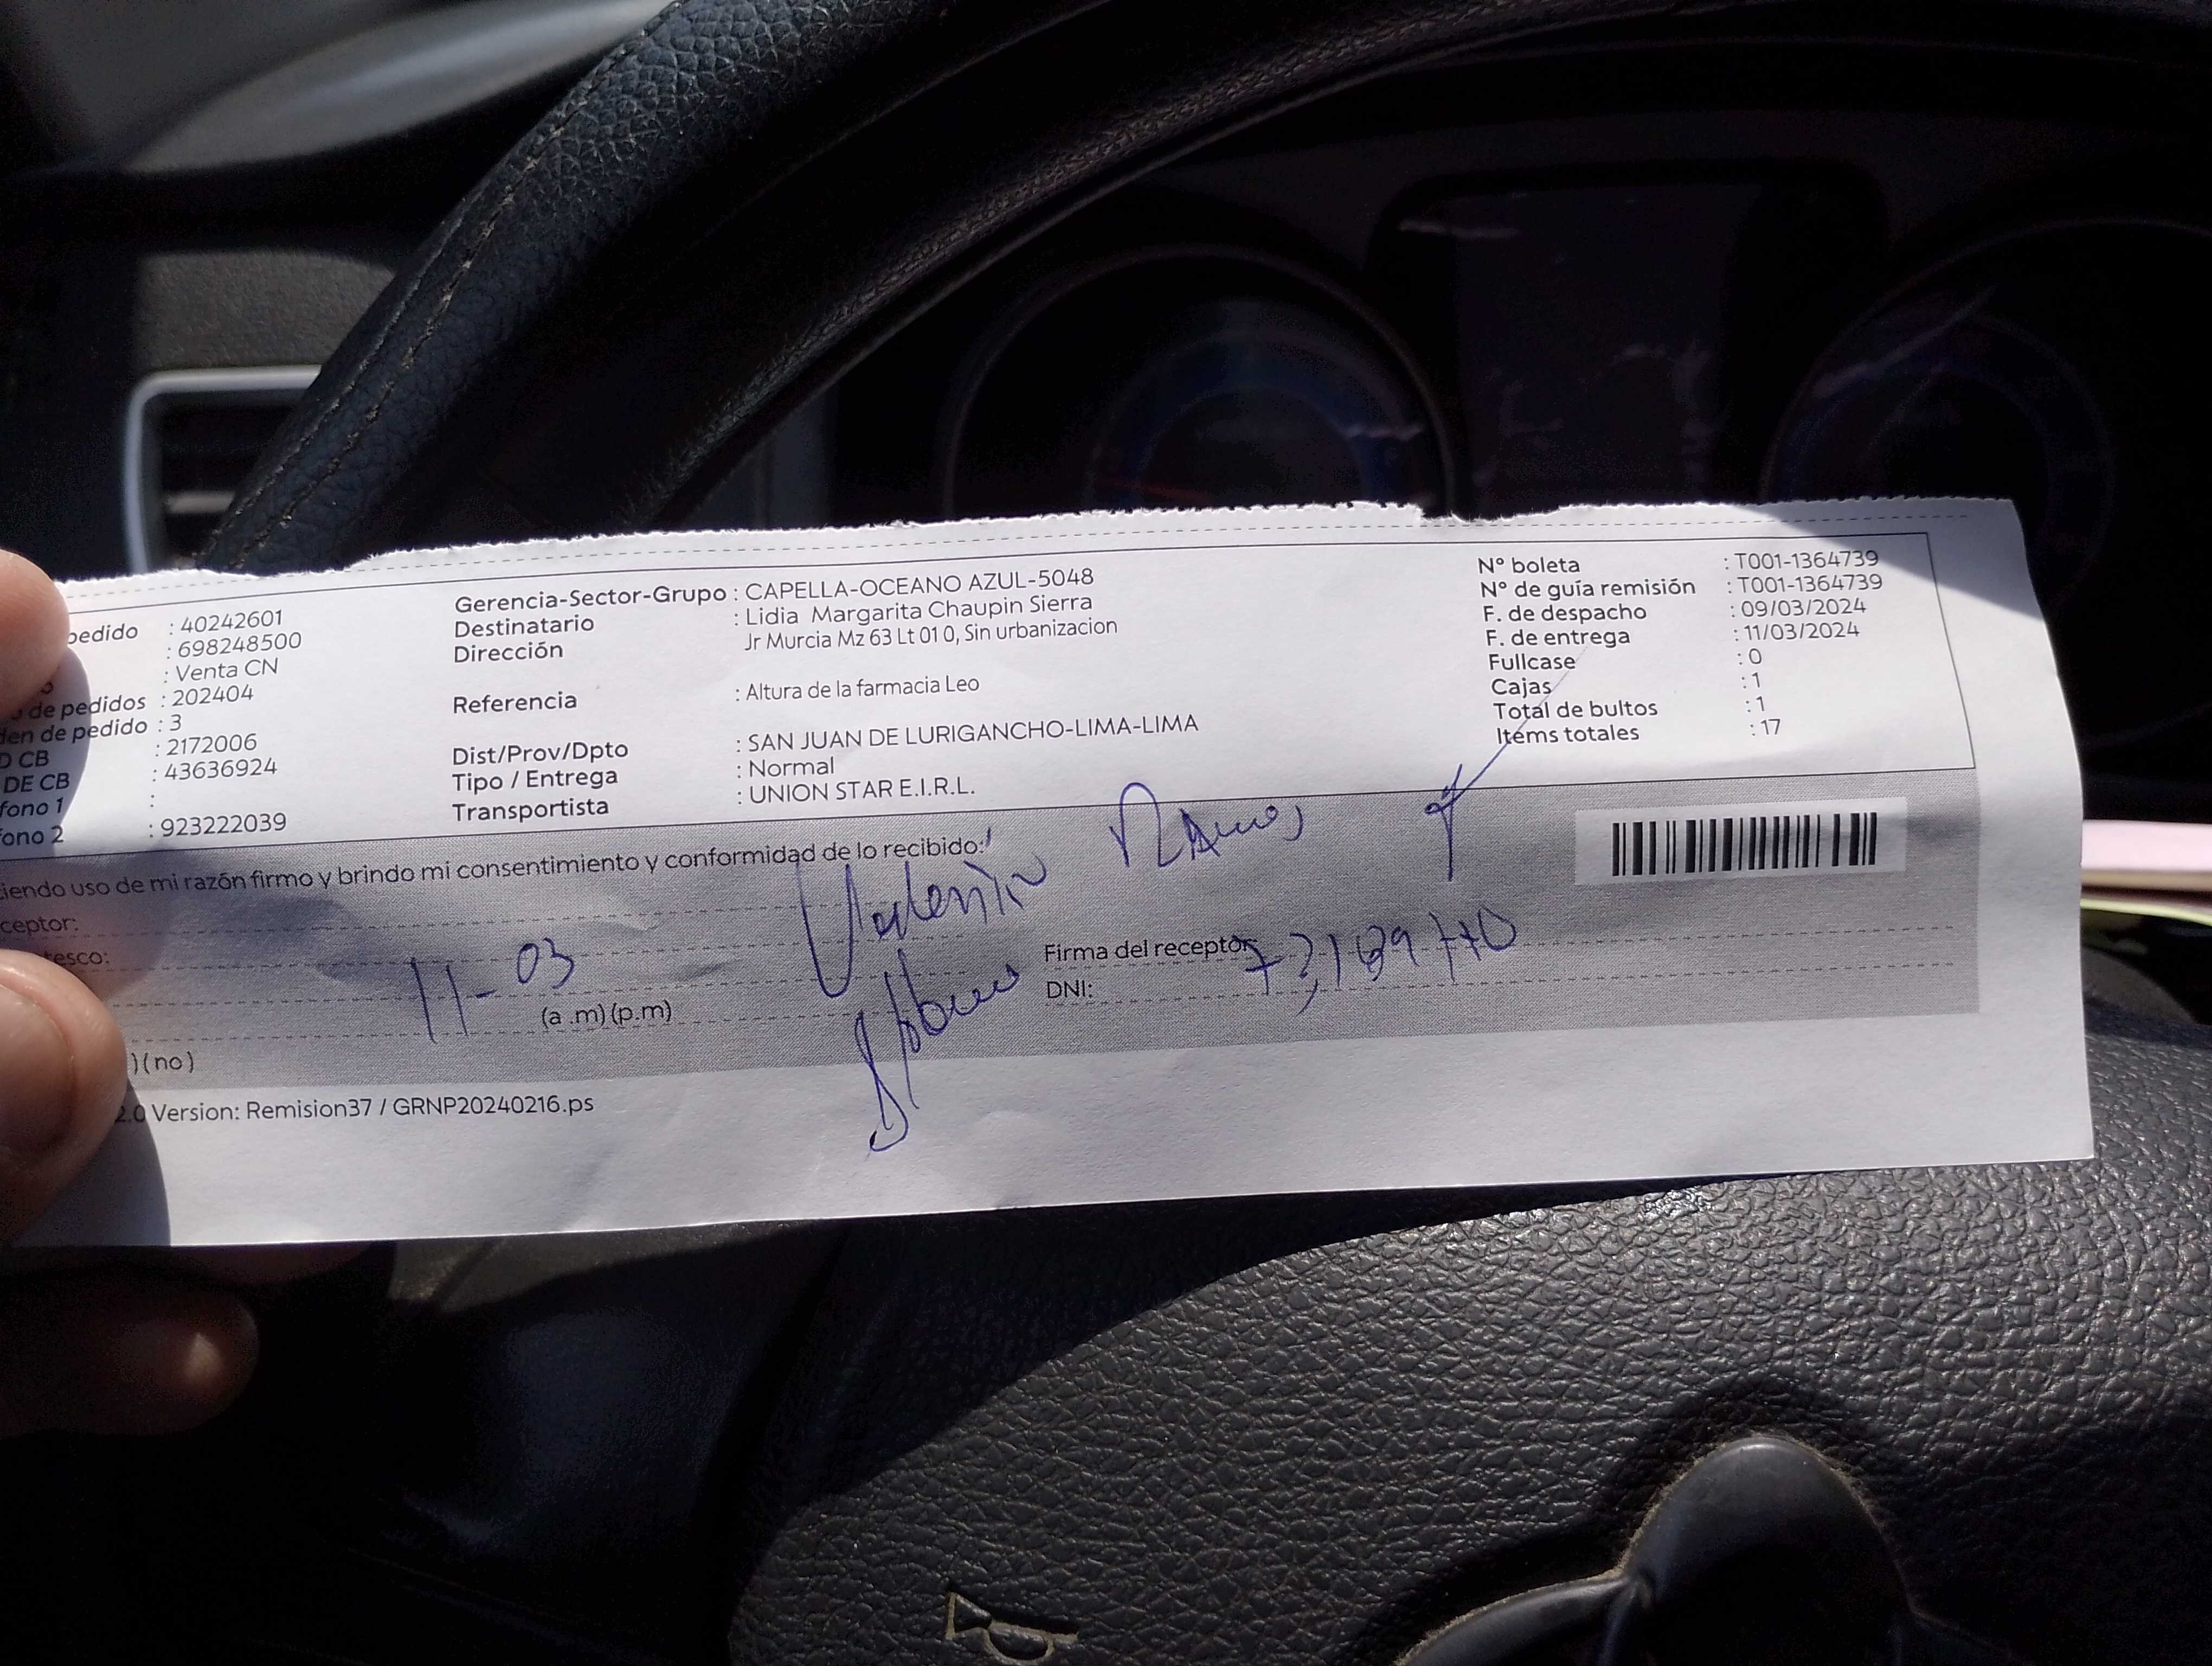 pedido : 40242601
: 698248500
: Venta CN
de pedidos : 202404
den de pedido : 3
D CB : 2172006
DE CB : 43636924
fono 1 :
fono 2 : 923222039
Gerencia-Sector-Grupo : CAPELLA-OCEANO AZUL-5048
Destinatario : Lidia Margarita Chaupin Sierra
Dirección Jr Murcia Mz 63 Lt 01 0, Sin urbanizacion
Referencia : Altura de la farmacia Leo
Dist/Prov/Dpto : SAN JUAN DE LURIGANCHO-LIMA-LIMA
Tipo / Entrega : Normal
Transportista : UNION STAR E.I.R.L.
N° boleta : T001-1364739
N° de guía remisión : T001-1364739
F. de despacho : 09/03/2024
F. de entrega : 11/03/2024
Fullcase : 0
Cajas : 1
Total de bultos : 1
Items totales : 17
ciendo uso de mi razón firmo y brindo mi consentimiento y conformidad de lo recibido:
ceptor:
tesco:
11-03
(a .m) (p.m)
Firma del receptor
DNI:
) (no)
2.0 Version: Remision37 / GRNP20240216.ps